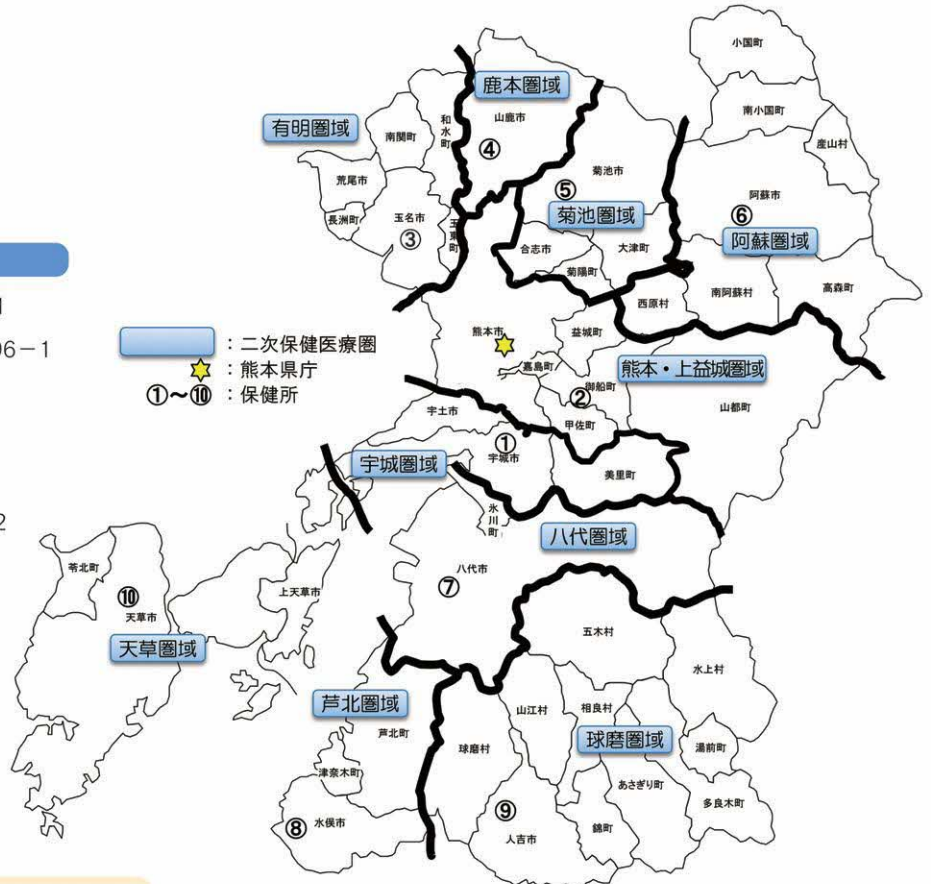 小国町
鹿本圏域
南小国町
有明圏域
南関町
和水町
山鹿市
④
産山村
菊池市
⑤
荒尾市
阿蘇市
⑥
菊池圏域
長洲町
玉名市
③
玉東町
合志市
大津町
阿蘇圏域
菊陽町
西原村
南阿蘇村
高森町
96-1
：二次保健医療圏
：熊本県庁
①～⑩：保健所
熊本市
益城町
嘉島町
熊本・上益城圏域
御船町
②
山都町
甲佐町
宇土市
①
宇城市
宇城圏域
美里町
氷川町
2
八代圏域
苓北町
八代市
⑦
上天草市
⑩
天草市
五木村
天草圏域
水上村
芦北圏域
山江村
相良村
芦北町
球磨圏域
球磨村
湯前町
津奈木町
あさぎり町
多良木町
⑧
水俣市
⑨
錦町
人吉市